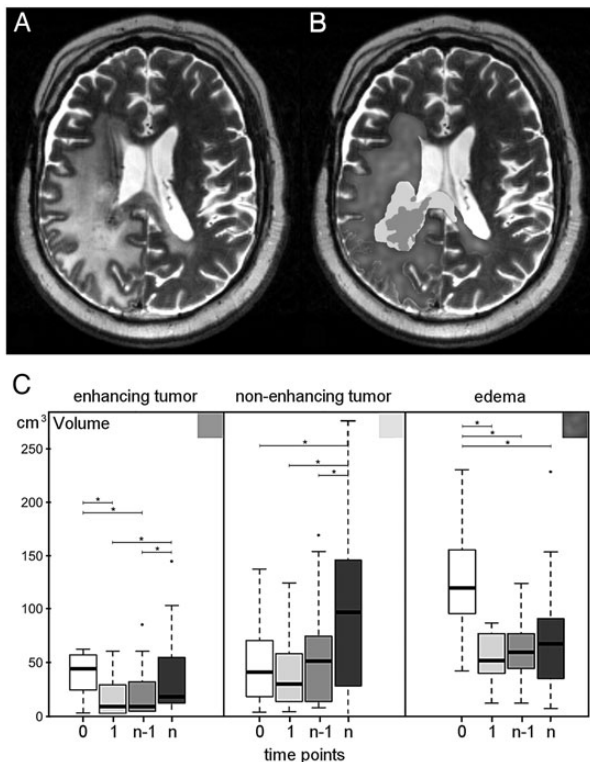 A
B
C
enhancing tumor
non-enhancing tumor
edema
cm3
Volume
250
200
150
100
50
0
* * * *
* * *
* * *
0 1 n-1 n
0 1 n-1 n
0 1 n-1 n
time points